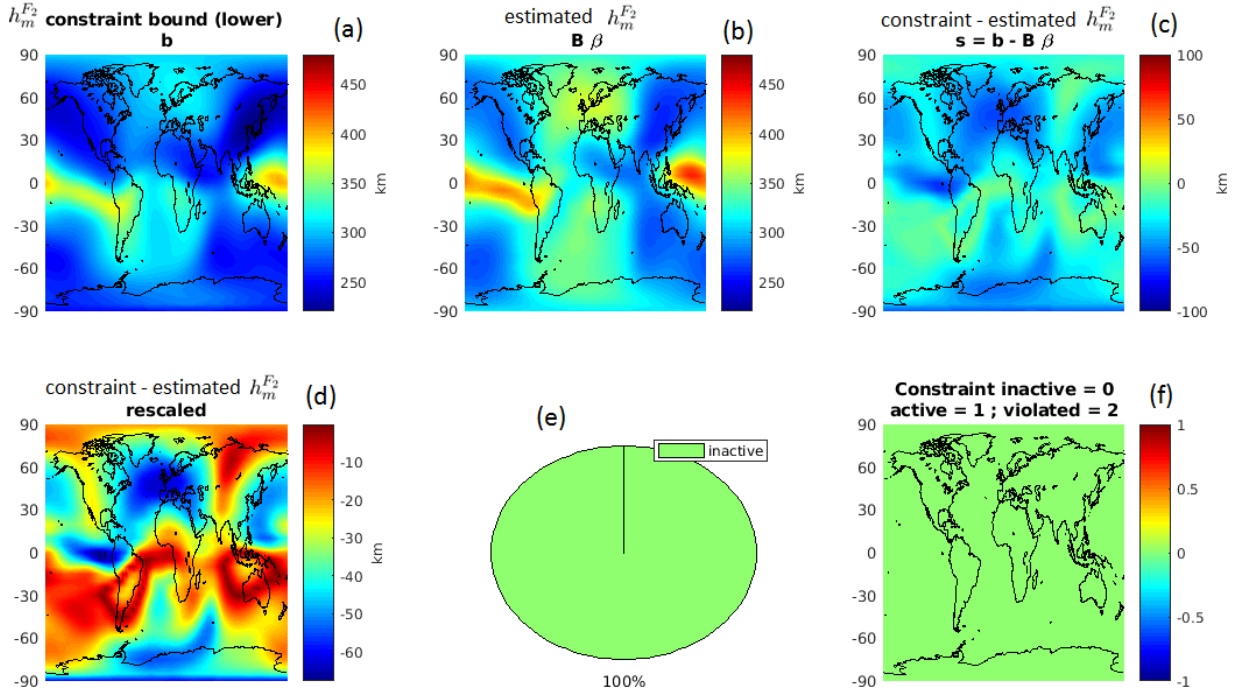 $h_m^{F_2}$ constraint bound (lower)
b
(a)
90
60
30
0
-30
-60
-90
450
400
350
300
250
km
estimated $h_m^{F_2}$
B β
(b)
90
60
30
0
-30
-60
-90
450
400
350
300
250
km
constraint - estimated $h_m^{F_2}$
s = b - B β
(c)
90
60
30
0
-30
-60
-90
100
50
0
-50
-100
km
constraint - estimated $h_m^{F_2}$
rescaled
(d)
90
60
30
0
-30
-60
-90
-10
-20
-30
-40
-50
-60
km
(e)
inactive
100%
Constraint inactive = 0
active = 1 ; violated = 2
(f)
90
60
30
0
-30
-60
-90
1
0.5
0
-0.5
-1